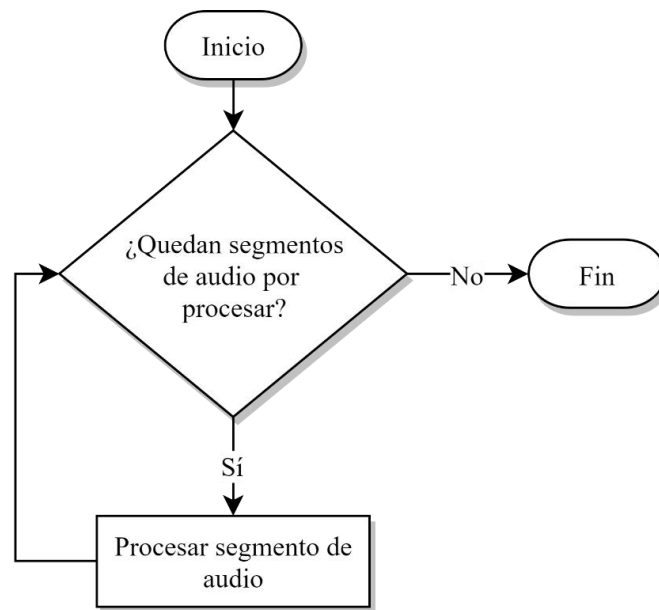 Inicio
¿Quedan segmentos
de audio por
procesar?
No
Fin
Sí
Procesar segmento de
audio